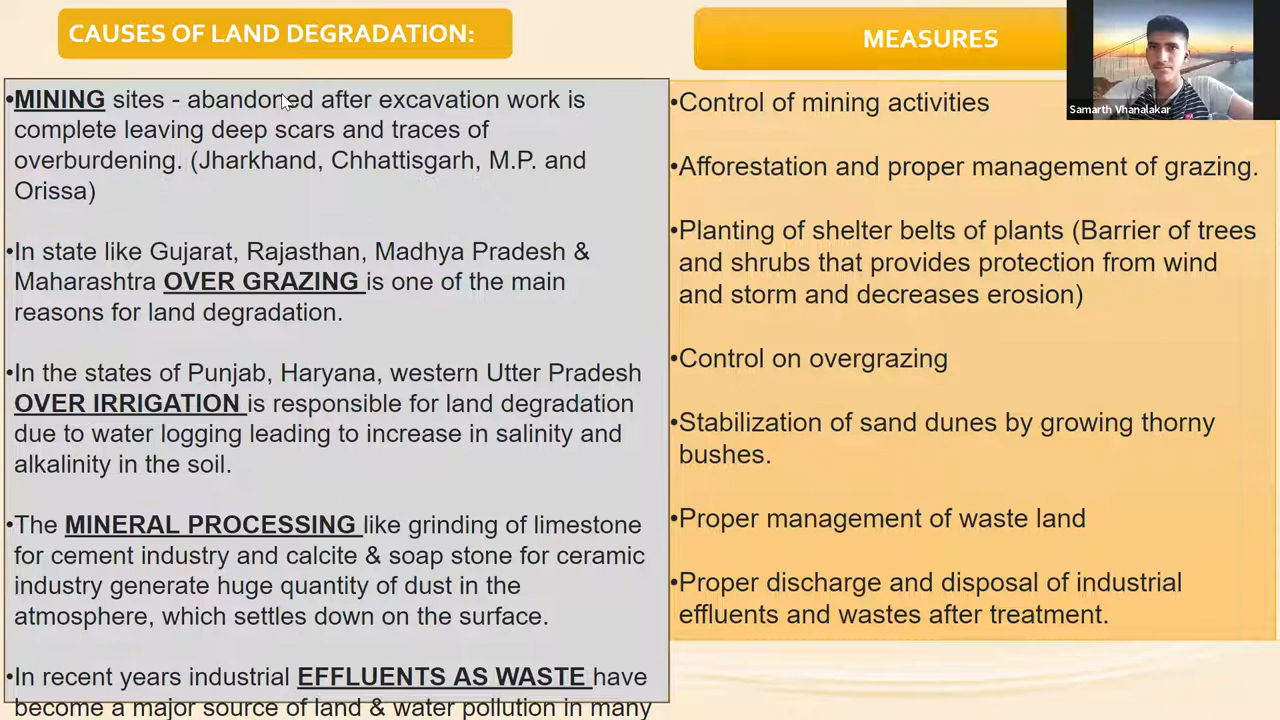 CAUSES OF LAND DEGRADATION:
•MINING sites - abandoned after excavation work is
complete leaving deep scars and traces of
overburdening. (Jharkhand, Chhattisgarh, M.P. and
Orissa)
•In state like Gujarat, Rajasthan, Madhya Pradesh &
Maharashtra OVER GRAZING is one of the main
reasons for land degradation.
•In the states of Punjab, Haryana, western Utter Pradesh
OVER IRRIGATION is responsible for land degradation
due to water logging leading to increase in salinity and
alkalinity in the soil.
•The MINERAL PROCESSING like grinding of limestone
for cement industry and calcite & soap stone for ceramic
industry generate huge quantity of dust in the
atmosphere, which settles down on the surface.
•In recent years industrial EFFLUENTS AS WASTE have
become a major source of land & water pollution in many
MEASURES
•Control of mining activities
•Afforestation and proper management of grazing.
•Planting of shelter belts of plants (Barrier of trees
and shrubs that provides protection from wind
and storm and decreases erosion)
•Control on overgrazing
•Stabilization of sand dunes by growing thorny
bushes.
•Proper management of waste land
•Proper discharge and disposal of industrial
effluents and wastes after treatment.
Samarth Vhanalakar